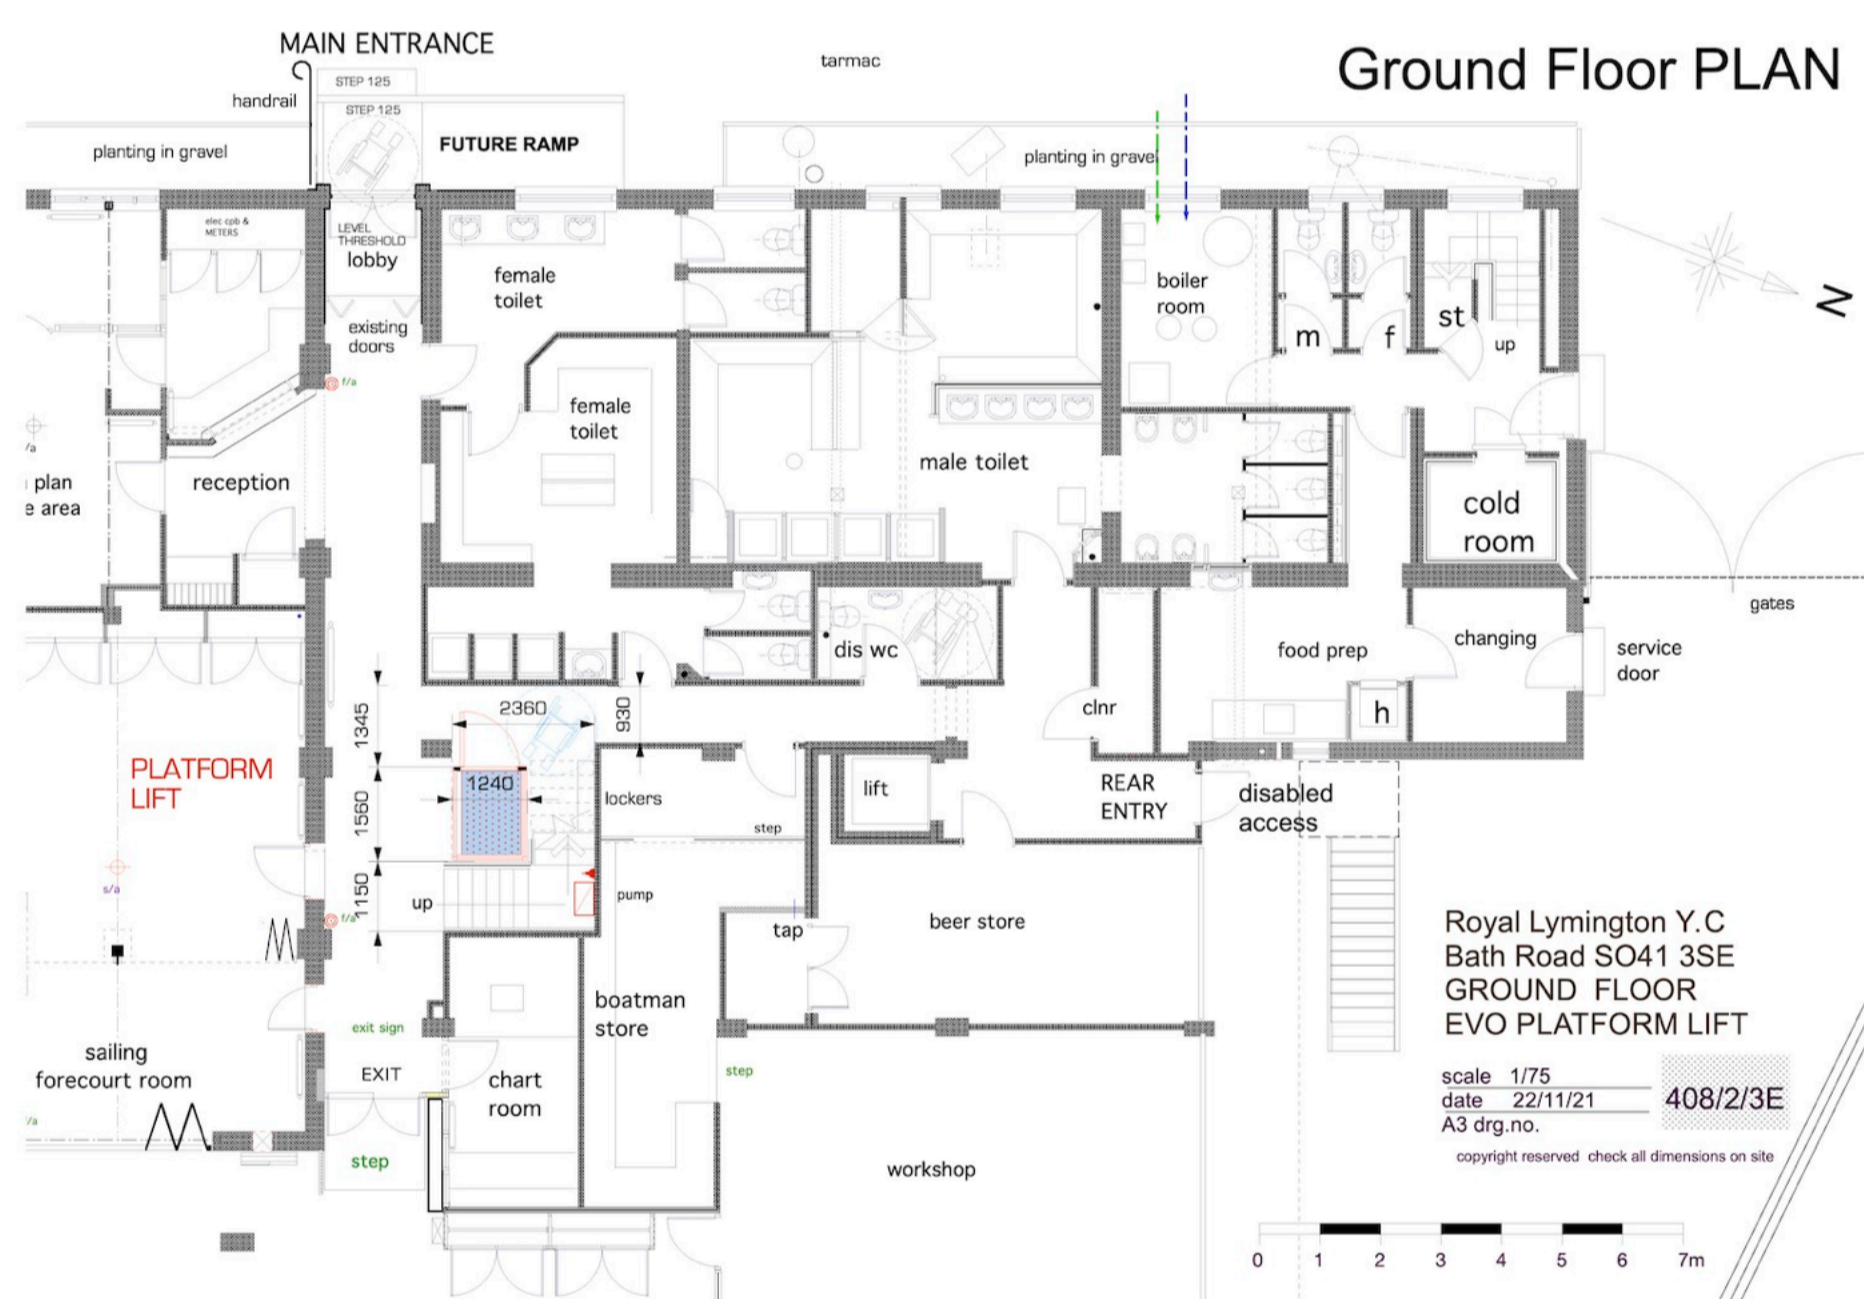 MAIN ENTRANCE
tarmac
Ground Floor PLAN
STEP 125
handrail
STEP 125
FUTURE RAMP
planting in gravel
planting in gravel
elec cpb &
METERS
LEVEL
THRESHOLD
lobby
female
toilet
boiler
room
N
existing
doors
m
f
st
up
f/a
female
toilet
/a
male toilet
reception
plan
e area
cold
room
gates
dis wc
food prep
changing
service
door
1345
2360
930
clnr
h
PLATFORM
LIFT
1240
1560
lockers
lift
REAR
ENTRY
disabled
access
step
s/a
1150
up
pump
f/a
tap
beer store
Royal Lymington Y.C
Bath Road SO41 3SE
GROUND FLOOR
EVO PLATFORM LIFT
boatman
store
exit sign
sailing
forecourt room
EXIT
chart
room
step
scale 1/75
date 22/11/21
A3 drg.no.
408/2/3E
/a
copyright reserved check all dimensions on site
step
workshop
0 1 2 3 4 5 6 7m